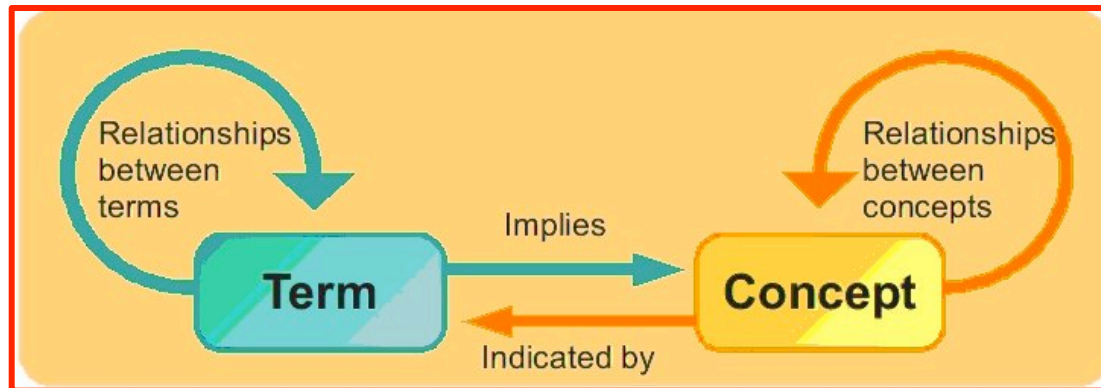 Relationships
between
terms
Relationships
between
concepts
Implies
Term
Concept
Indicated by